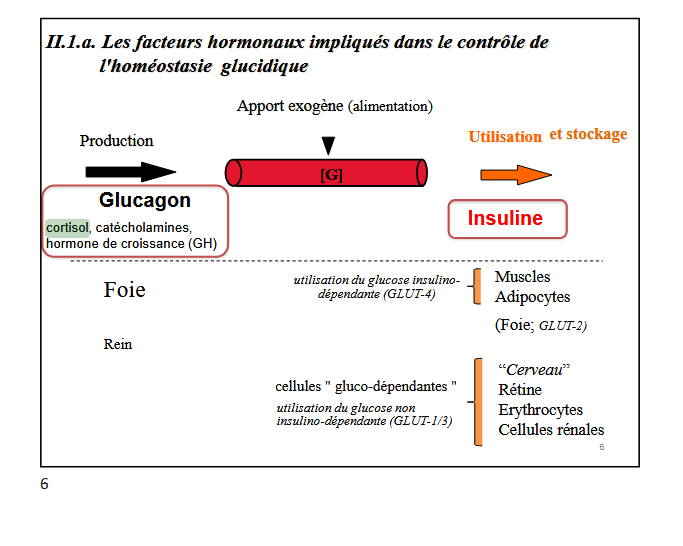 II.1.a. Les facteurs hormonaux impliqués dans le contrôle de
l'homéostasie glucidique
Apport exogène (alimentation)
Production
Utilisation et stockage
[G]
Glucagon
cortisol, catécholamines,
hormone de croissance (GH)
Insuline
Foie
utilisation du glucose insulino-
dépendante (GLUT-4)
Muscles
Adipocytes
(Foie; GLUT-2)
Rein
cellules " gluco-dépendantes "
utilisation du glucose non
insulino-dépendante (GLUT-1/3)
“Cerveau”
Rétine
Erythrocytes
Cellules rénales
6
6